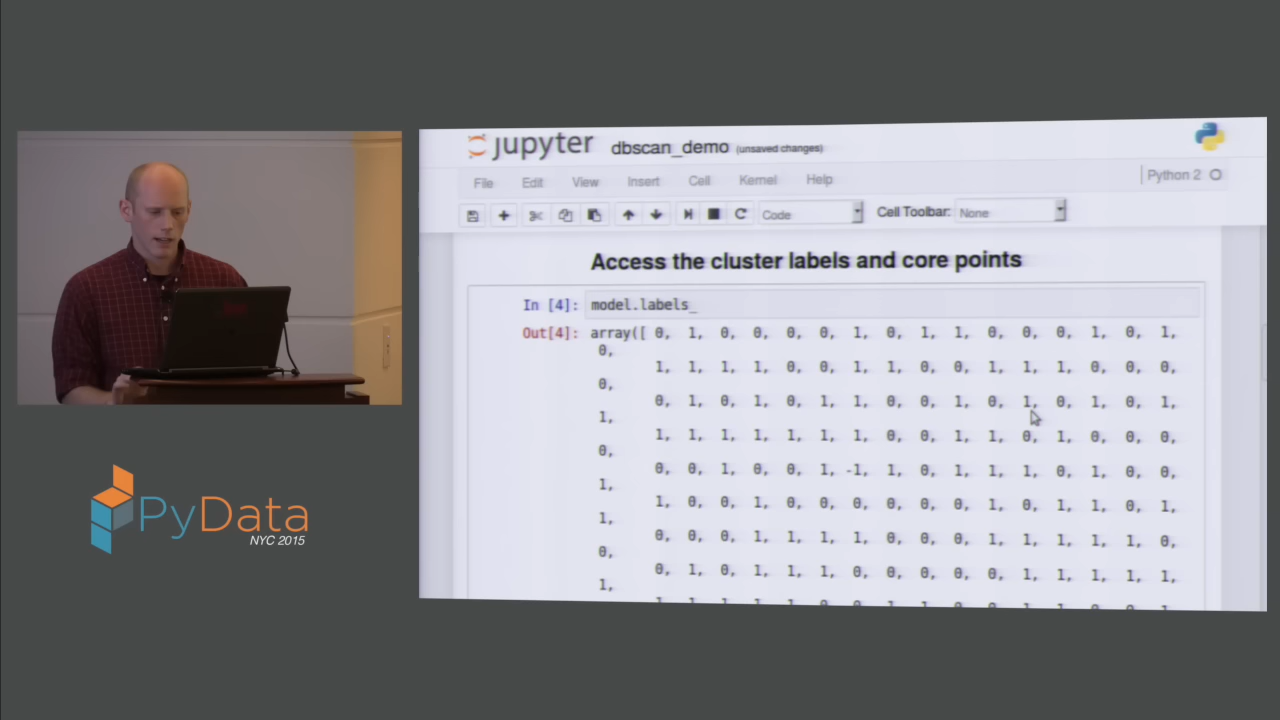 jupyter dbscan_demo (unsaved changes)
File Edit View Insert Cell Kernel Help
Python 2
Code Cell Toolbar: None
Access the cluster labels and core points
In [4]: model.labels_
Out[4]: array([ 0, 1, 0, 0, 0, 0, 1, 0, 1, 1, 0, 0, 0, 1, 0, 1,
0,
1, 1, 1, 1, 0, 0, 1, 1, 0, 0, 1, 1, 1, 0, 0, 0,
0,
0, 1, 0, 1, 0, 1, 1, 0, 0, 1, 0, 1, 0, 1, 0, 1,
1,
1, 1, 1, 1, 1, 1, 1, 0, 0, 1, 1, 0, 1, 0, 0, 0,
0,
0, 0, 1, 0, 0, 1, -1, 1, 0, 1, 1, 1, 0, 1, 0, 0,
1,
1, 0, 0, 1, 0, 0, 0, 0, 0, 0, 1, 0, 1, 1, 0, 1,
1,
0, 0, 0, 1, 1, 1, 1, 0, 0, 0, 1, 1, 1, 1, 1, 0,
0,
0, 1, 0, 1, 1, 1, 0, 0, 0, 0, 0, 1, 1, 1, 1, 1,
1,
PyData
NYC 2015